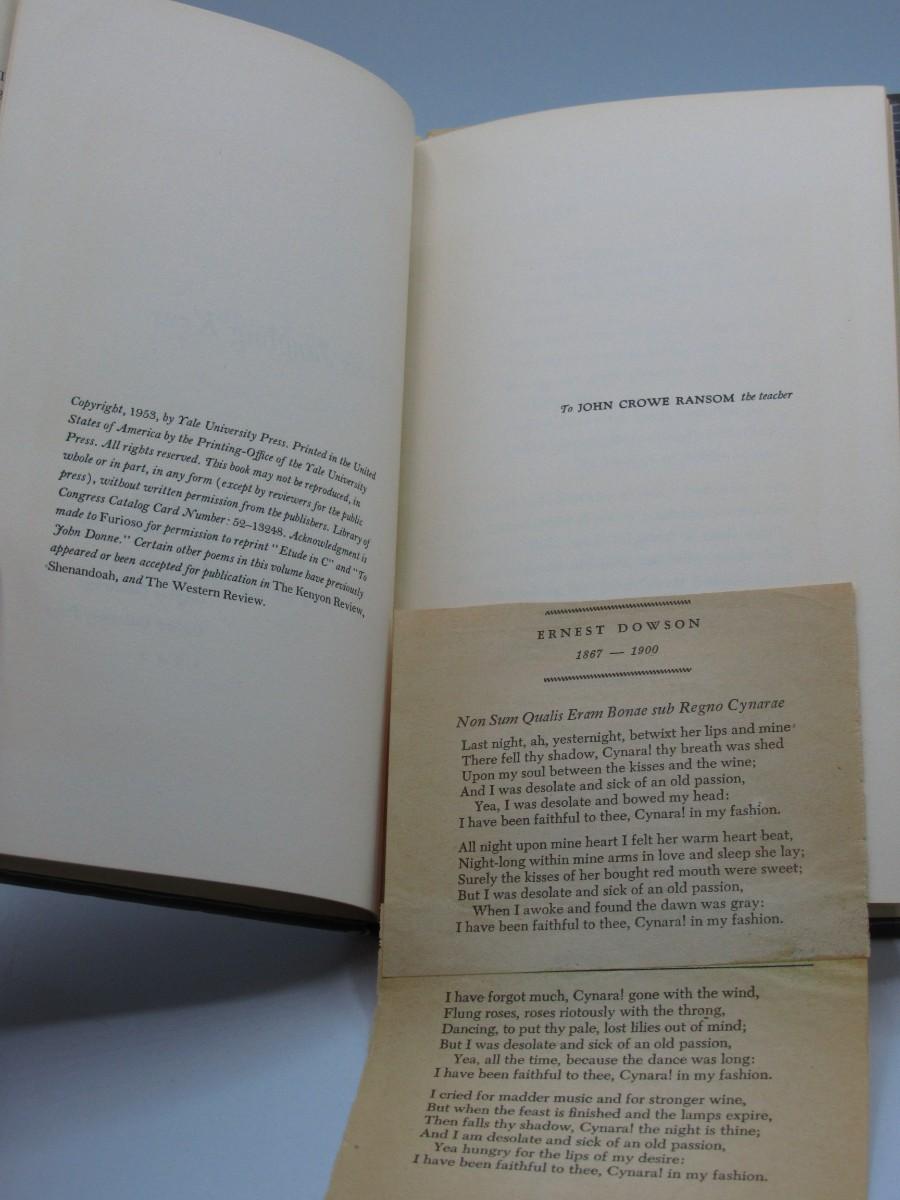 Copyright, 1953, by Yale University Press. Printed in the United
States of America by the Printing-Office of the Yale University
Press. All rights reserved. This book may not be reproduced, in
whole or in part, in any form (except by reviewers for the public
press), without written permission from the publishers. Library of
Congress Catalog Card Number: 52–13248. Acknowledgment is
made to Furioso for permission to reprint "Etude in C" and "To
John Donne." Certain other poems in this volume have previously
appeared or been accepted for publication in The Kenyon Review,
Shenandoah, and The Western Review.
To JOHN CROWE RANSOM the teacher
ERNEST DOWSON
1867 — 1900
Non Sum Qualis Eram Bonae sub Regno Cynarae
Last night, ah, yesternight, betwixt her lips and mine
There fell thy shadow, Cynara! thy breath was shed
Upon my soul between the kisses and the wine;
And I was desolate and sick of an old passion,
Yea, I was desolate and bowed my head:
I have been faithful to thee, Cynara! in my fashion.
All night upon mine heart I felt her warm heart beat,
Night-long within mine arms in love and sleep she lay;
Surely the kisses of her bought red mouth were sweet;
But I was desolate and sick of an old passion,
When I awoke and found the dawn was gray:
I have been faithful to thee, Cynara! in my fashion.
I have forgot much, Cynara! gone with the wind,
Flung roses, roses riotously with the throng,
Dancing, to put thy pale, lost lilies out of mind;
But I was desolate and sick of an old passion,
Yea, all the time, because the dance was long:
I have been faithful to thee, Cynara! in my fashion.
I cried for madder music and for stronger wine,
But when the feast is finished and the lamps expire,
Then falls thy shadow, Cynara! the night is thine;
And I am desolate and sick of an old passion,
Yea hungry for the lips of my desire:
I have been faithful to thee, Cynara! in my fashion.